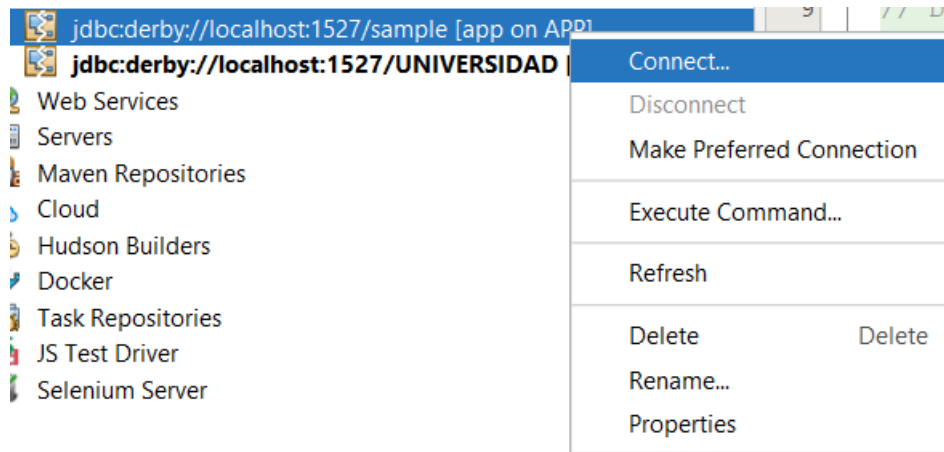 jdbc:derby://localhost:1527/sample [app on APP]
jdbc:derby://localhost:1527/UNIVERSIDAD [
Web Services
Servers
Maven Repositories
Cloud
Hudson Builders
Docker
Task Repositories
JS Test Driver
Selenium Server
9 // D
Connect...
Disconnect
Make Preferred Connection
Execute Command...
Refresh
Delete Delete
Rename...
Properties